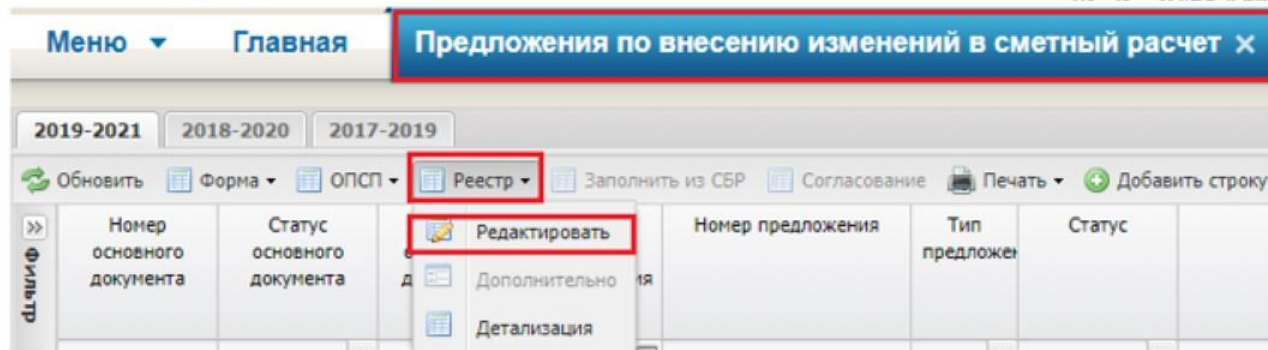 Меню Главная Предложения по внесению изменений в сметный расчет ×
2019-2021 2018-2020 2017-2019
Обновить Форма ОПСП Реестр Заполнить из СБР Согласование Печать Добавить строку
Фильтр
Номер основного документа
Статус основного документа
Номер предложения
Тип
Статус
Редактировать
Дополнительно
Детализация